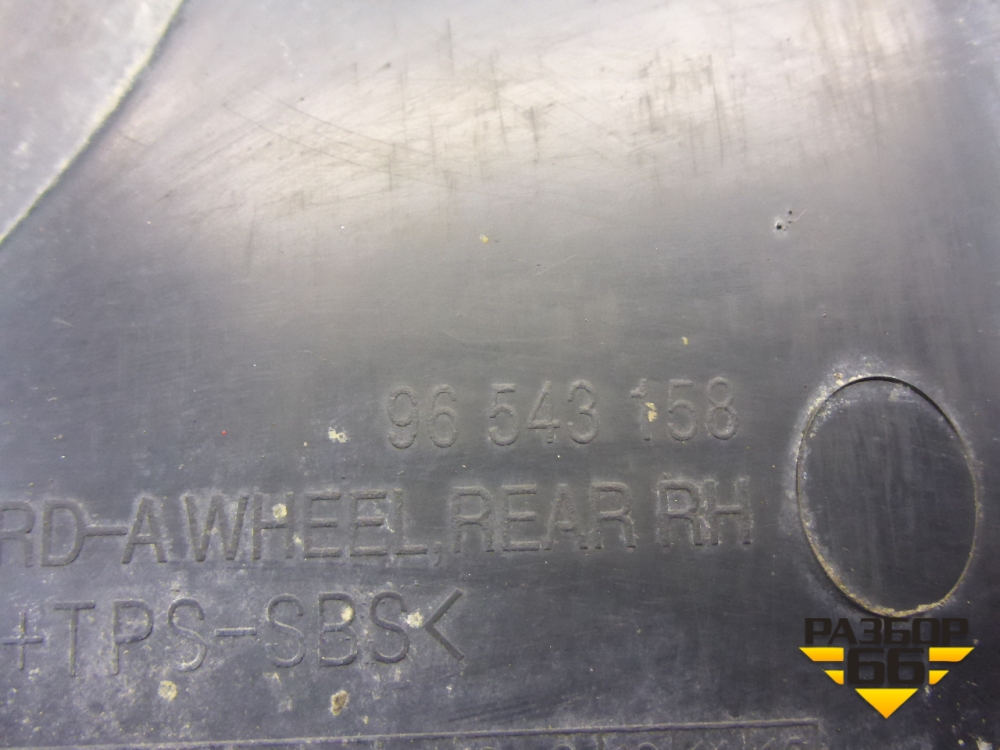 96 543 158
RD-A WHEEL, REAR RH
+TPS-SBS<
РАЗБОР
66